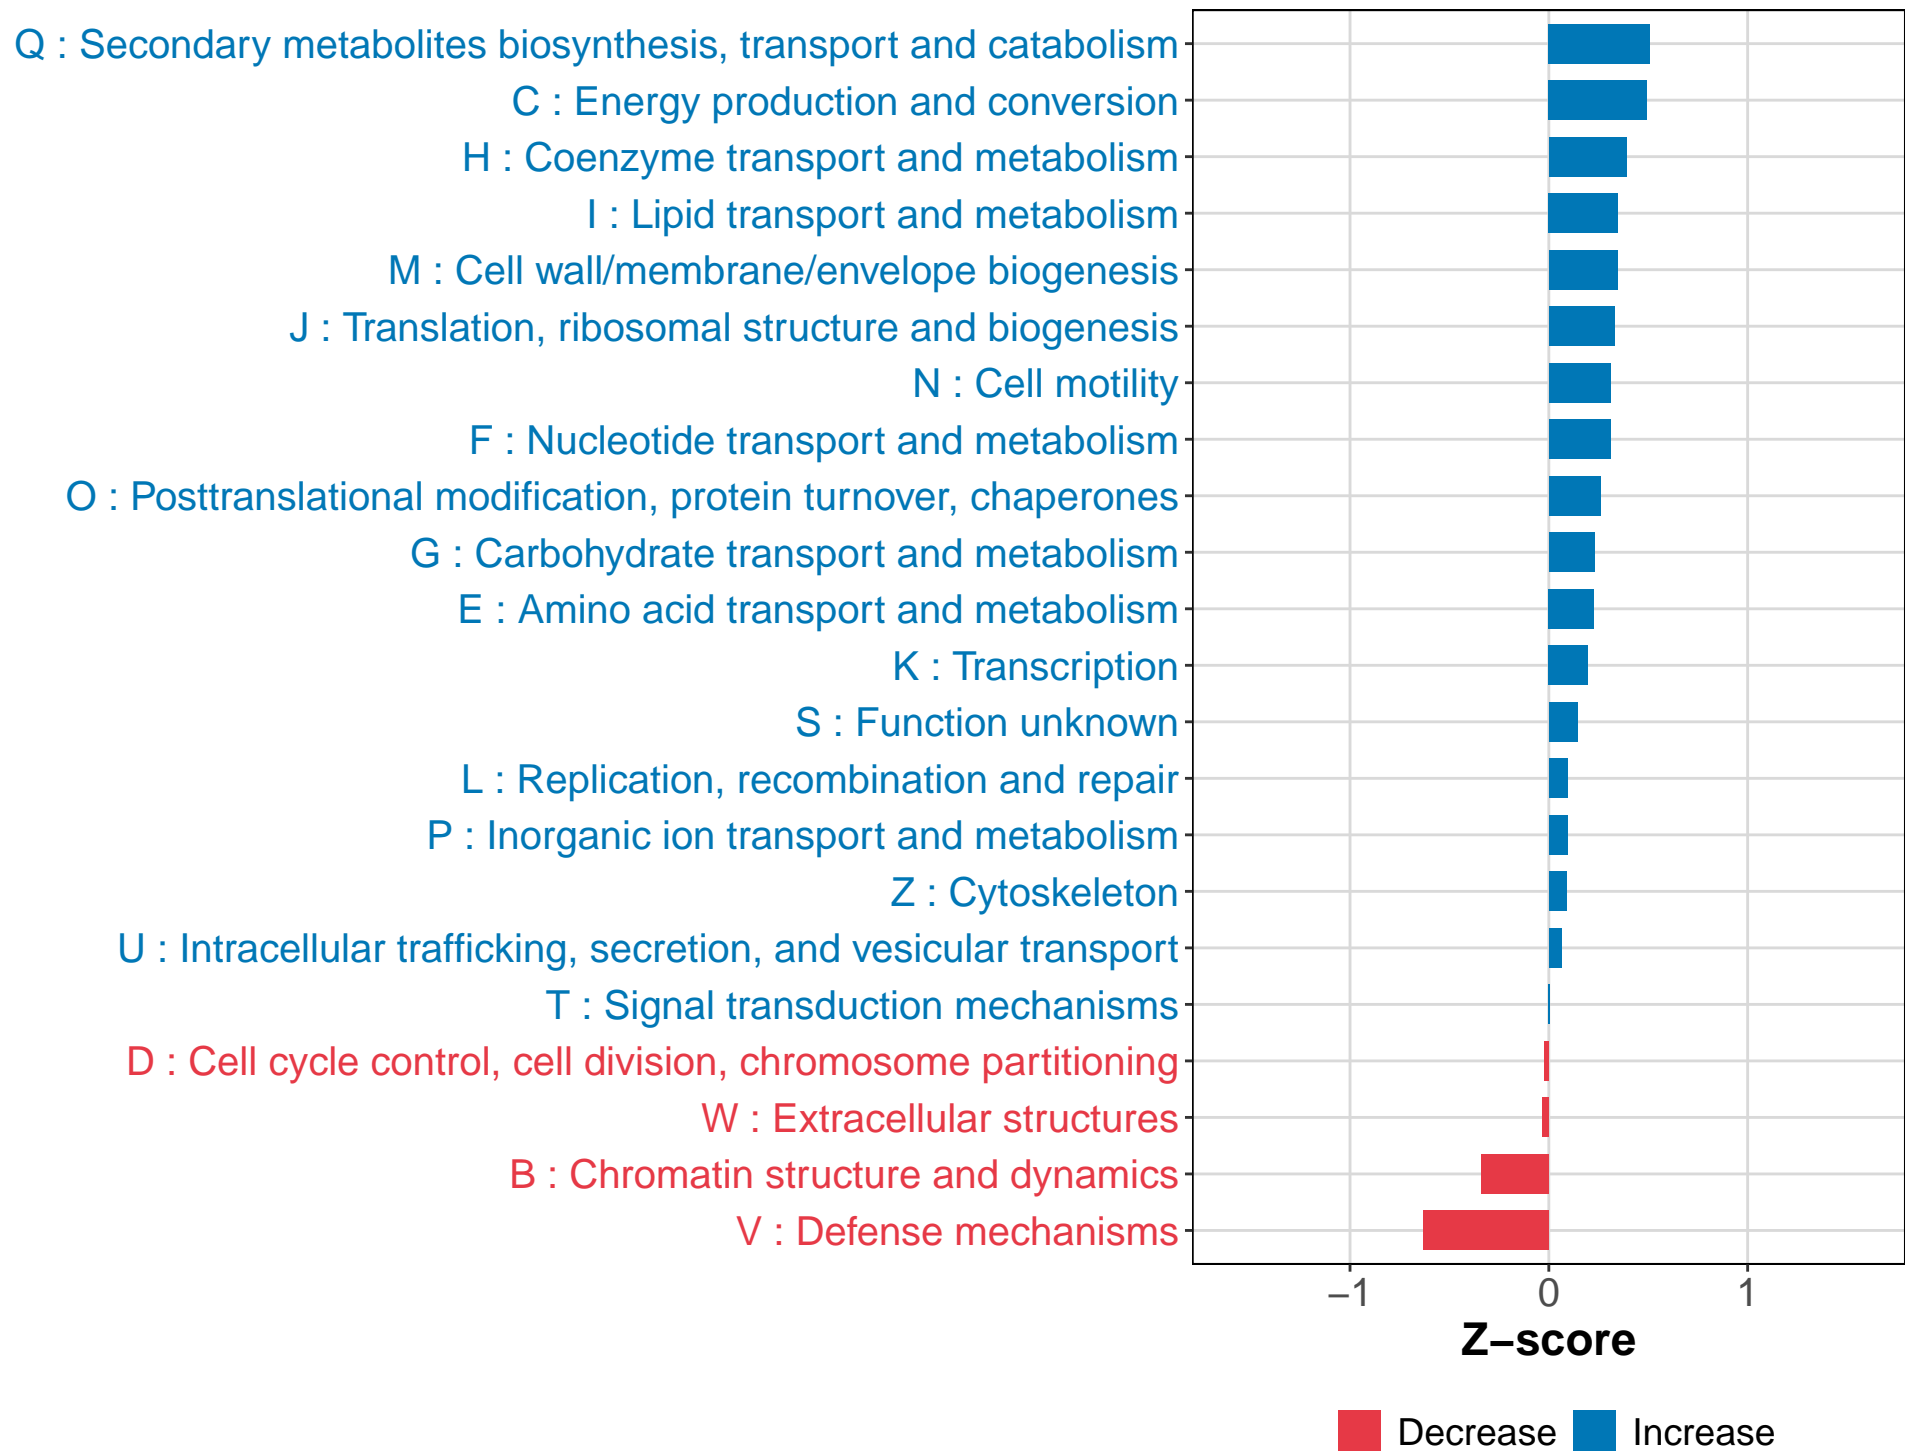 Q : Secondary metabolites biosynthesis, transport and catabolism
C : Energy production and conversion
H : Coenzyme transport and metabolism
I : Lipid transport and metabolism
M : Cell wall/membrane/envelope biogenesis
J : Translation, ribosomal structure and biogenesis
N : Cell motility
F : Nucleotide transport and metabolism
O : Posttranslational modification, protein turnover, chaperones
G : Carbohydrate transport and metabolism
E : Amino acid transport and metabolism
K : Transcription
S : Function unknown
L : Replication, recombination and repair
P : Inorganic ion transport and metabolism
Z : Cytoskeleton
U : Intracellular trafficking, secretion, and vesicular transport
T : Signal transduction mechanisms
D : Cell cycle control, cell division, chromosome partitioning
W : Extracellular structures
B : Chromatin structure and dynamics
V : Defense mechanisms
−1 0 1
Z−score
Decrease Increase